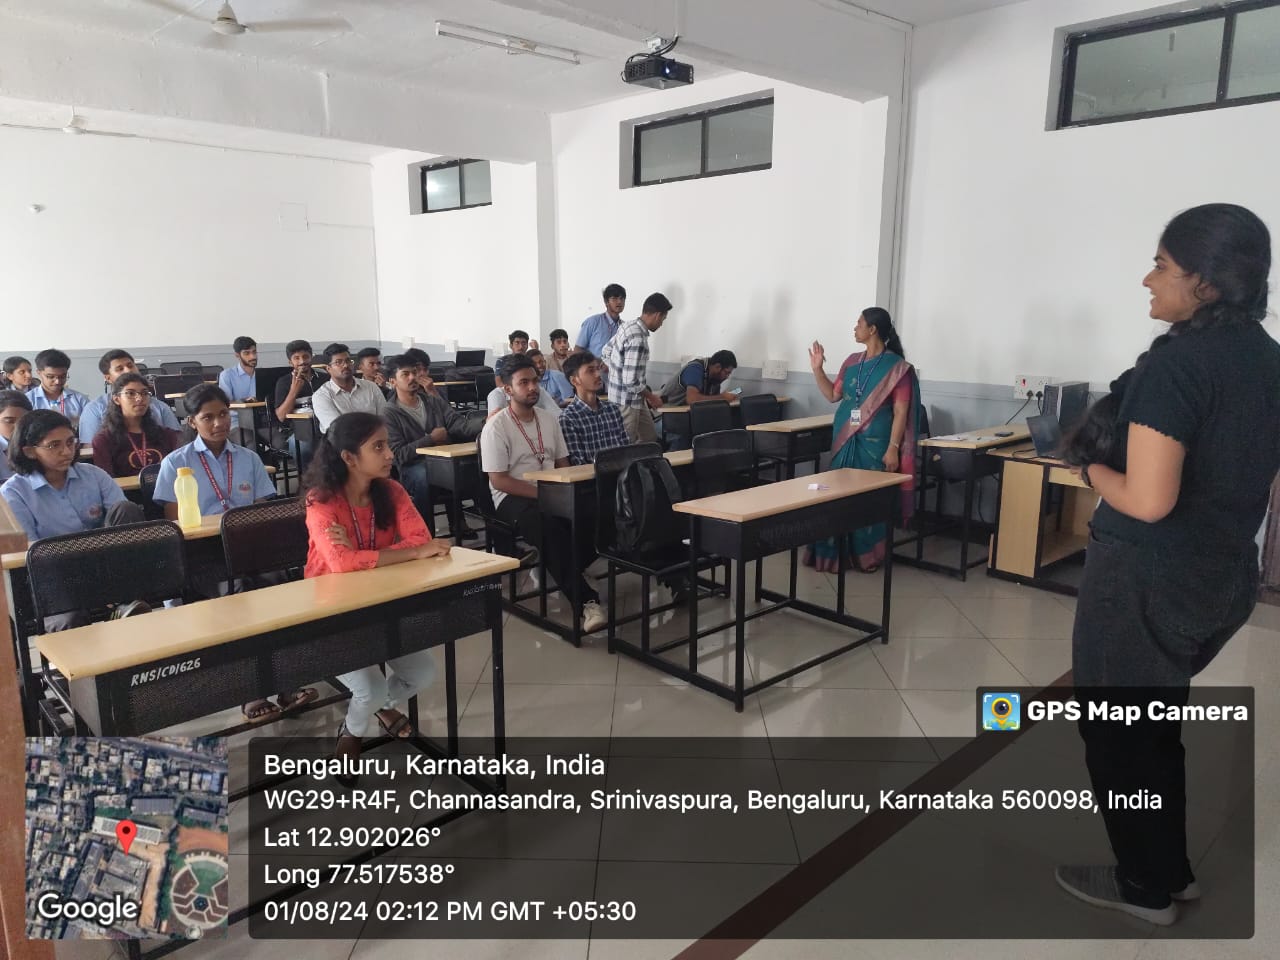 RNS/CD/626
GPS Map Camera
Bengaluru, Karnataka, India
WG29+R4F, Channasandra, Srinivaspura, Bengaluru, Karnataka 560098, India
Lat 12.902026°
Long 77.517538°
01/08/24 02:12 PM GMT +05:30
Google